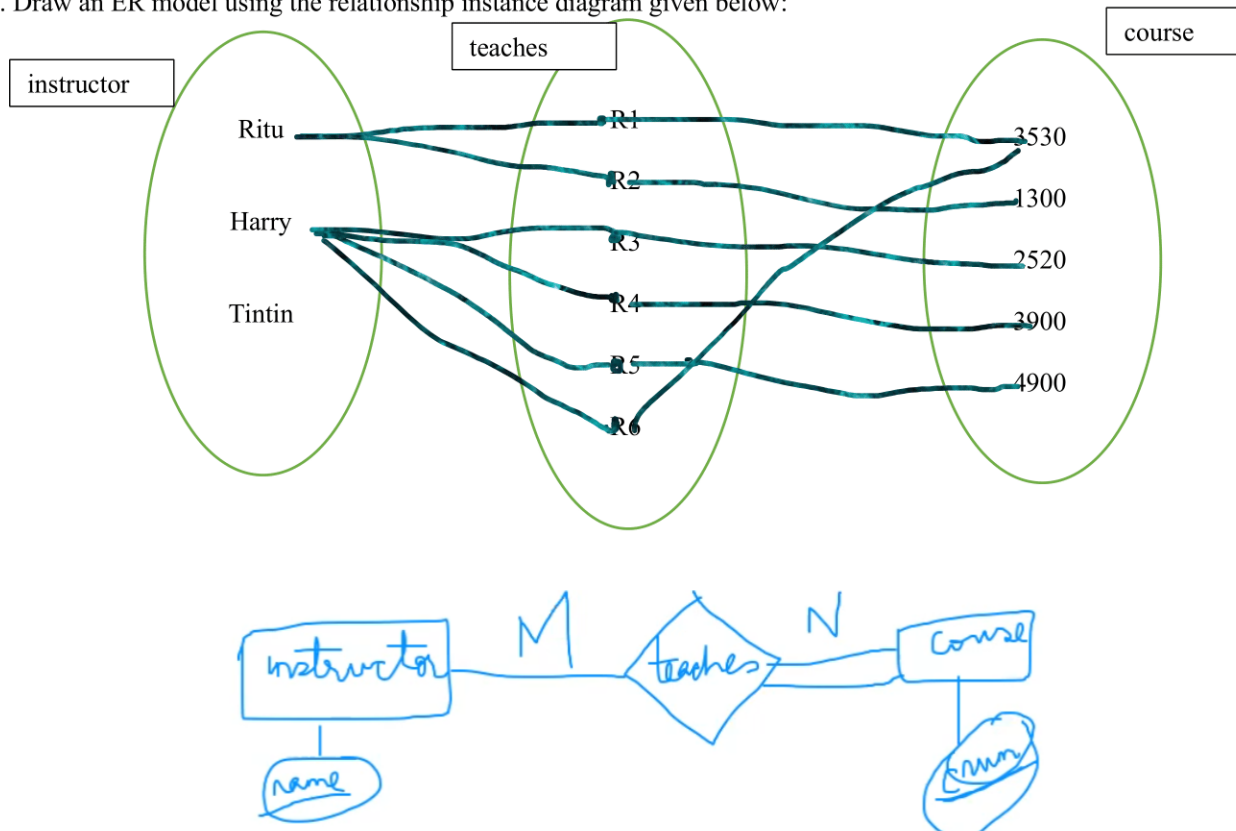 . Draw an ER model using the relationship instance diagram given below:
instructor
teaches
course
Ritu
Harry
Tintin
R1
R2
R3
R4
R5
R6
3530
1300
2520
3900
4900
instructor
M
teaches
N
Course
name
cnum